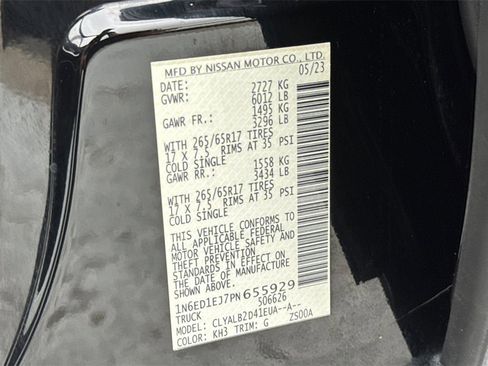 MFD BY NISSAN MOTOR CO., LTD.
DATE: 05/23
GVWR: 2727 KG
6012 LB
GAWR FR.: 1495 KG
3296 LB
WITH 265/65R17 TIRES
17 X 7.5 RIMS AT 35 PSI
COLD SINGLE
GAWR RR.: 1558 KG
3434 LB
WITH 265/65R17 TIRES
17 X 7.5 RIMS AT 35 PSI
COLD SINGLE
THIS VEHICLE CONFORMS TO
ALL APPLICABLE FEDERAL
MOTOR VEHICLE SAFETY AND
THEFT PREVENTION
STANDARDS IN EFFECT ON
THE DATE OF MANUFACTURE
1N6ED1EJ7PN655929
TRUCK S06626
MODEL: CLYALB2D41EUA--A--
COLOR: KH3 TRIM: G ZS00A